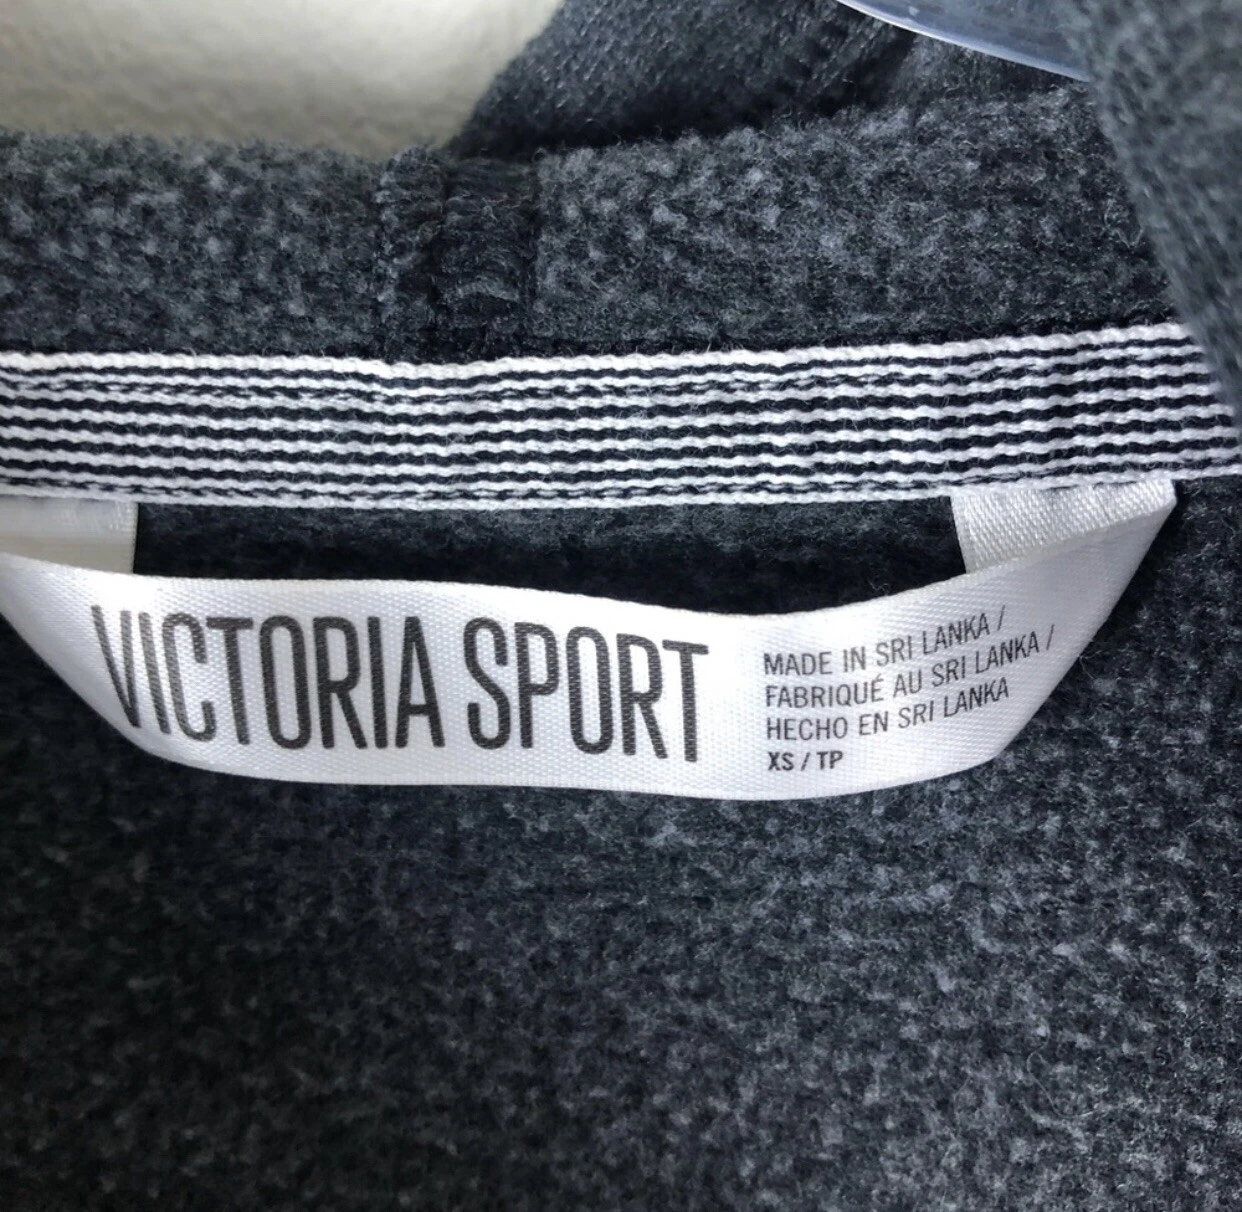 VICTORIA SPORT
MADE IN SRI LANKA /
FABRIQUÉ AU SRI LANKA /
HECHO EN SRI LANKA
XS / TP